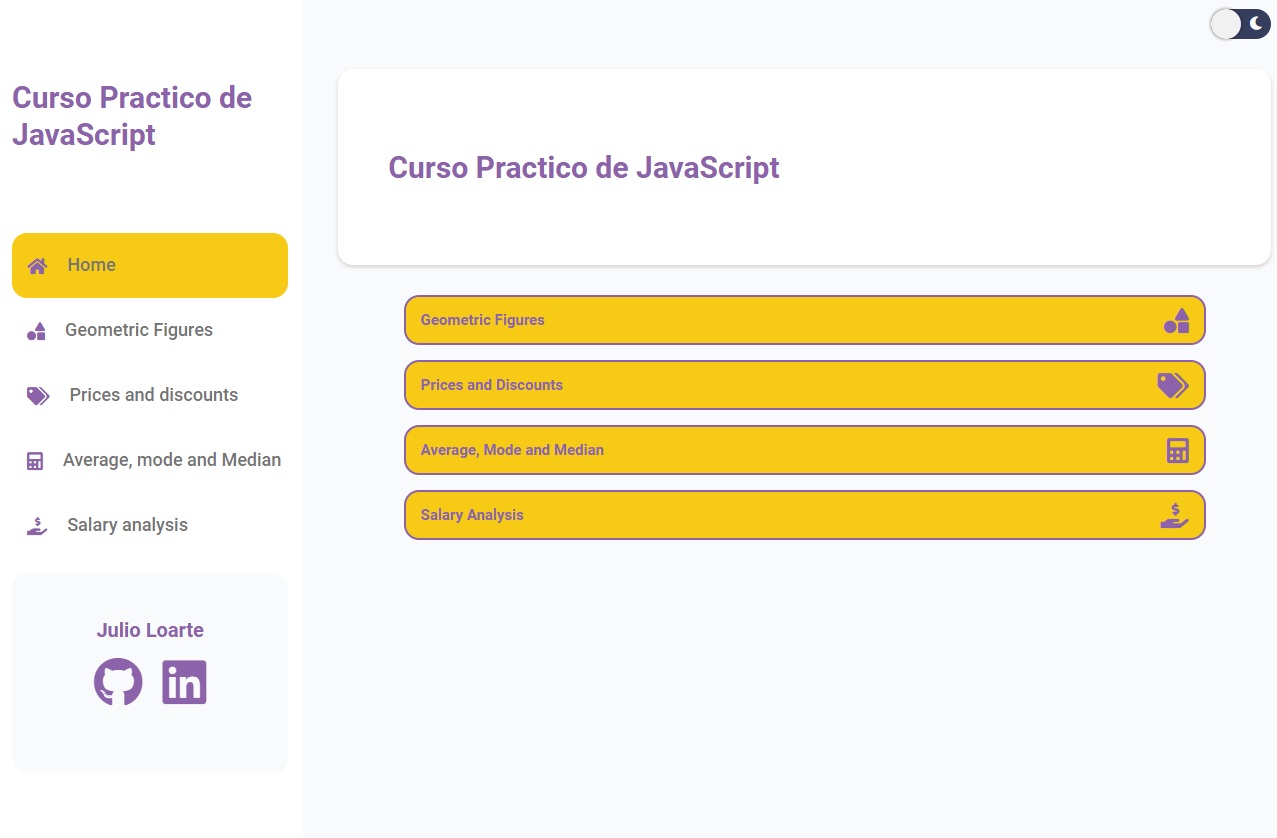 Curso Practico de
JavaScript
Home
Geometric Figures
Prices and discounts
Average, mode and Median
Salary analysis
Julio Loarte
in
Curso Practico de JavaScript
Geometric Figures
Prices and Discounts
Average, Mode and Median
Salary Analysis